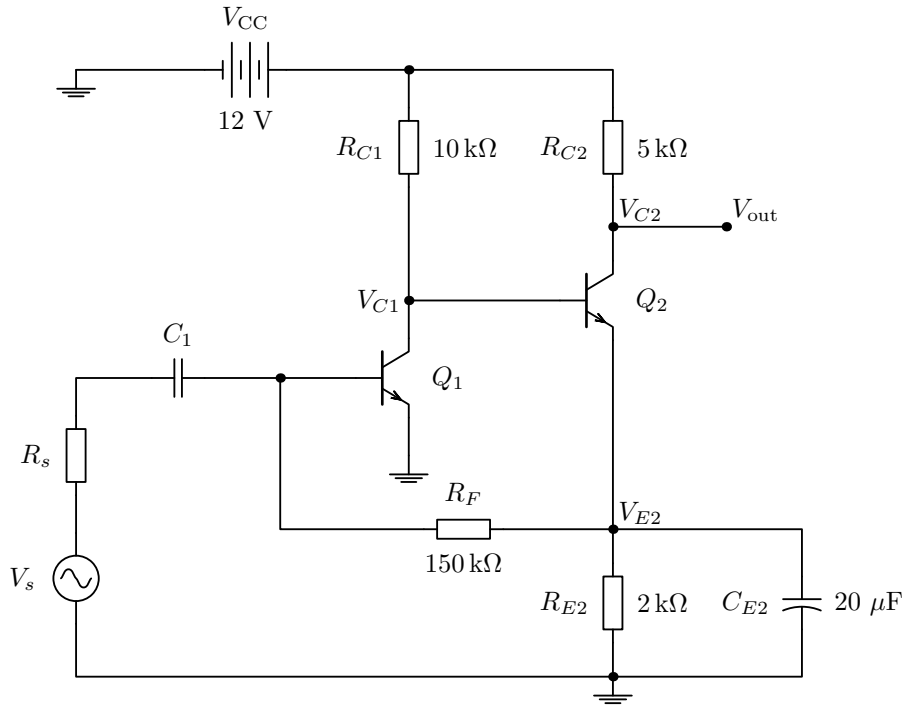 V_CC
12 V
R_C1 10 kΩ
R_C2 5 kΩ
V_C2
V_out
V_C1
Q_2
C_1
Q_1
R_s
R_F
150 kΩ
V_E2
V_s
R_E2 2 kΩ
C_E2 20 μF